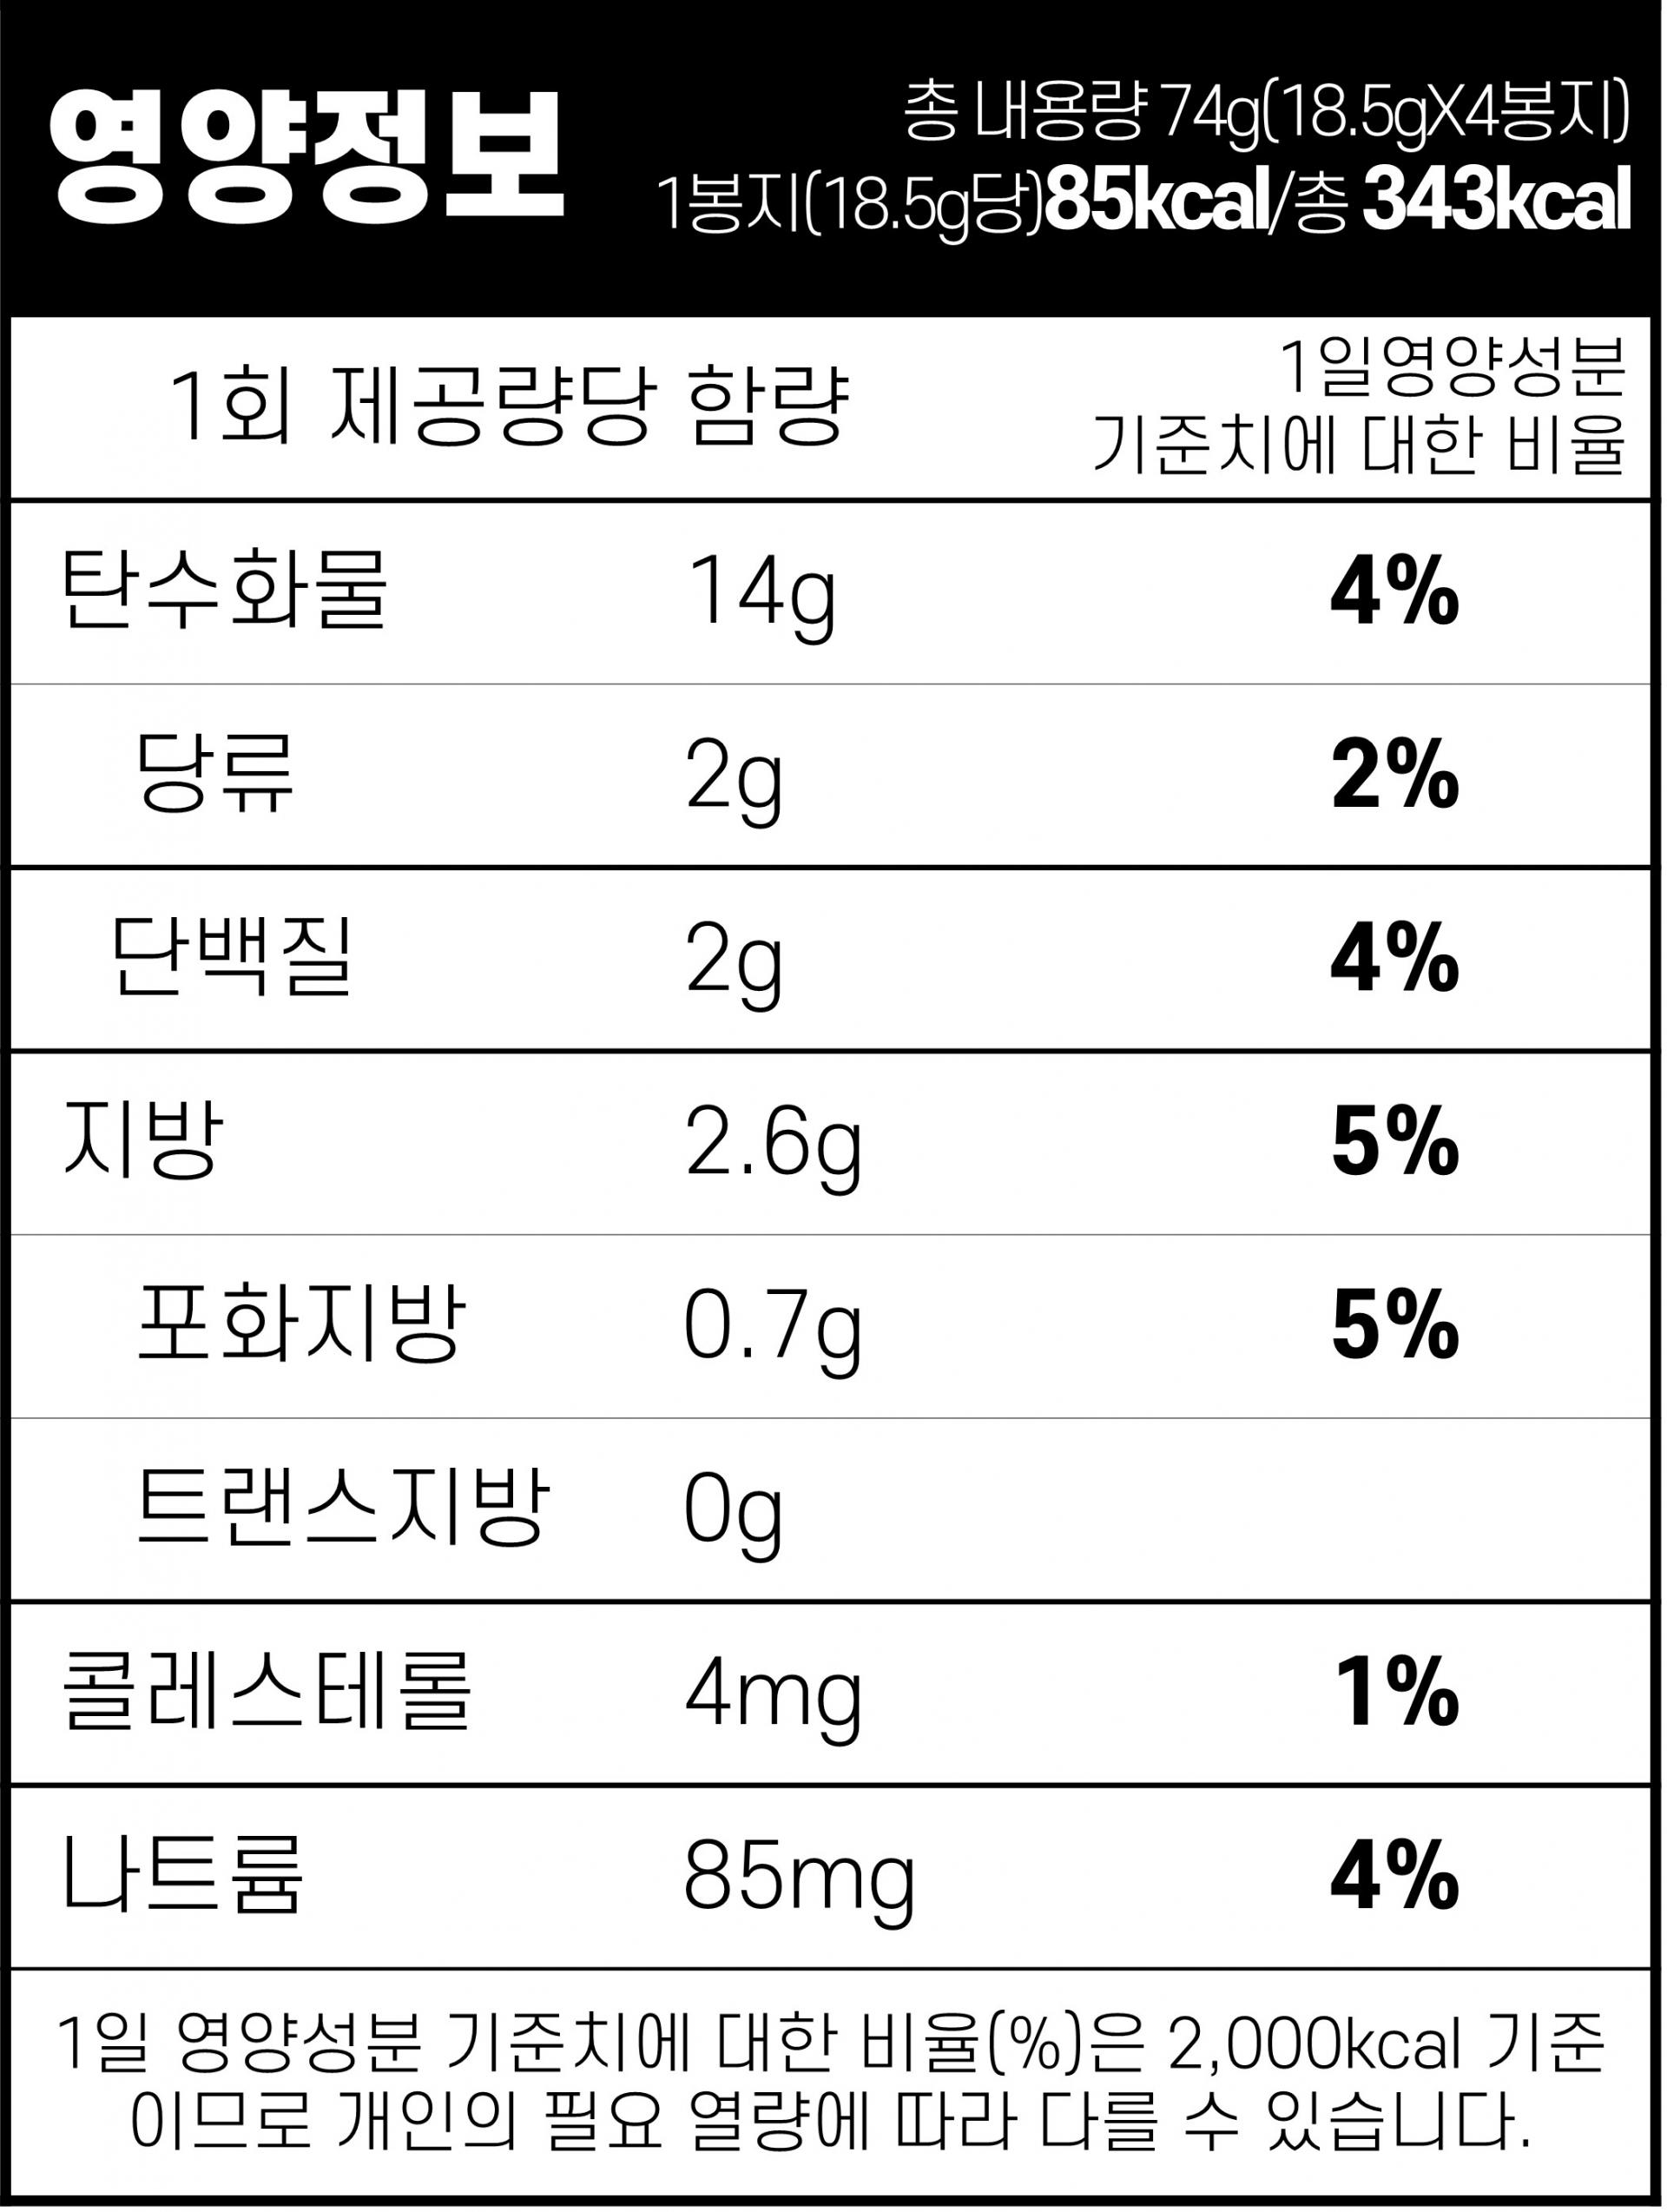 영양정보
총 내용량 74g(18.5gX4봉지)
1봉지(18.5g당)85kcal/총 343kcal
1회 제공량당 함량
1일영양성분
기준치에 대한 비율
탄수화물 14g 4%
당류 2g 2%
단백질 2g 4%
지방 2.6g 5%
포화지방 0.7g 5%
트랜스지방 0g
콜레스테롤 4mg 1%
나트륨 85mg 4%
1일 영양성분 기준치에 대한 비율(%)은 2,000kcal 기준
이므로 개인의 필요 열량에 따라 다를 수 있습니다.